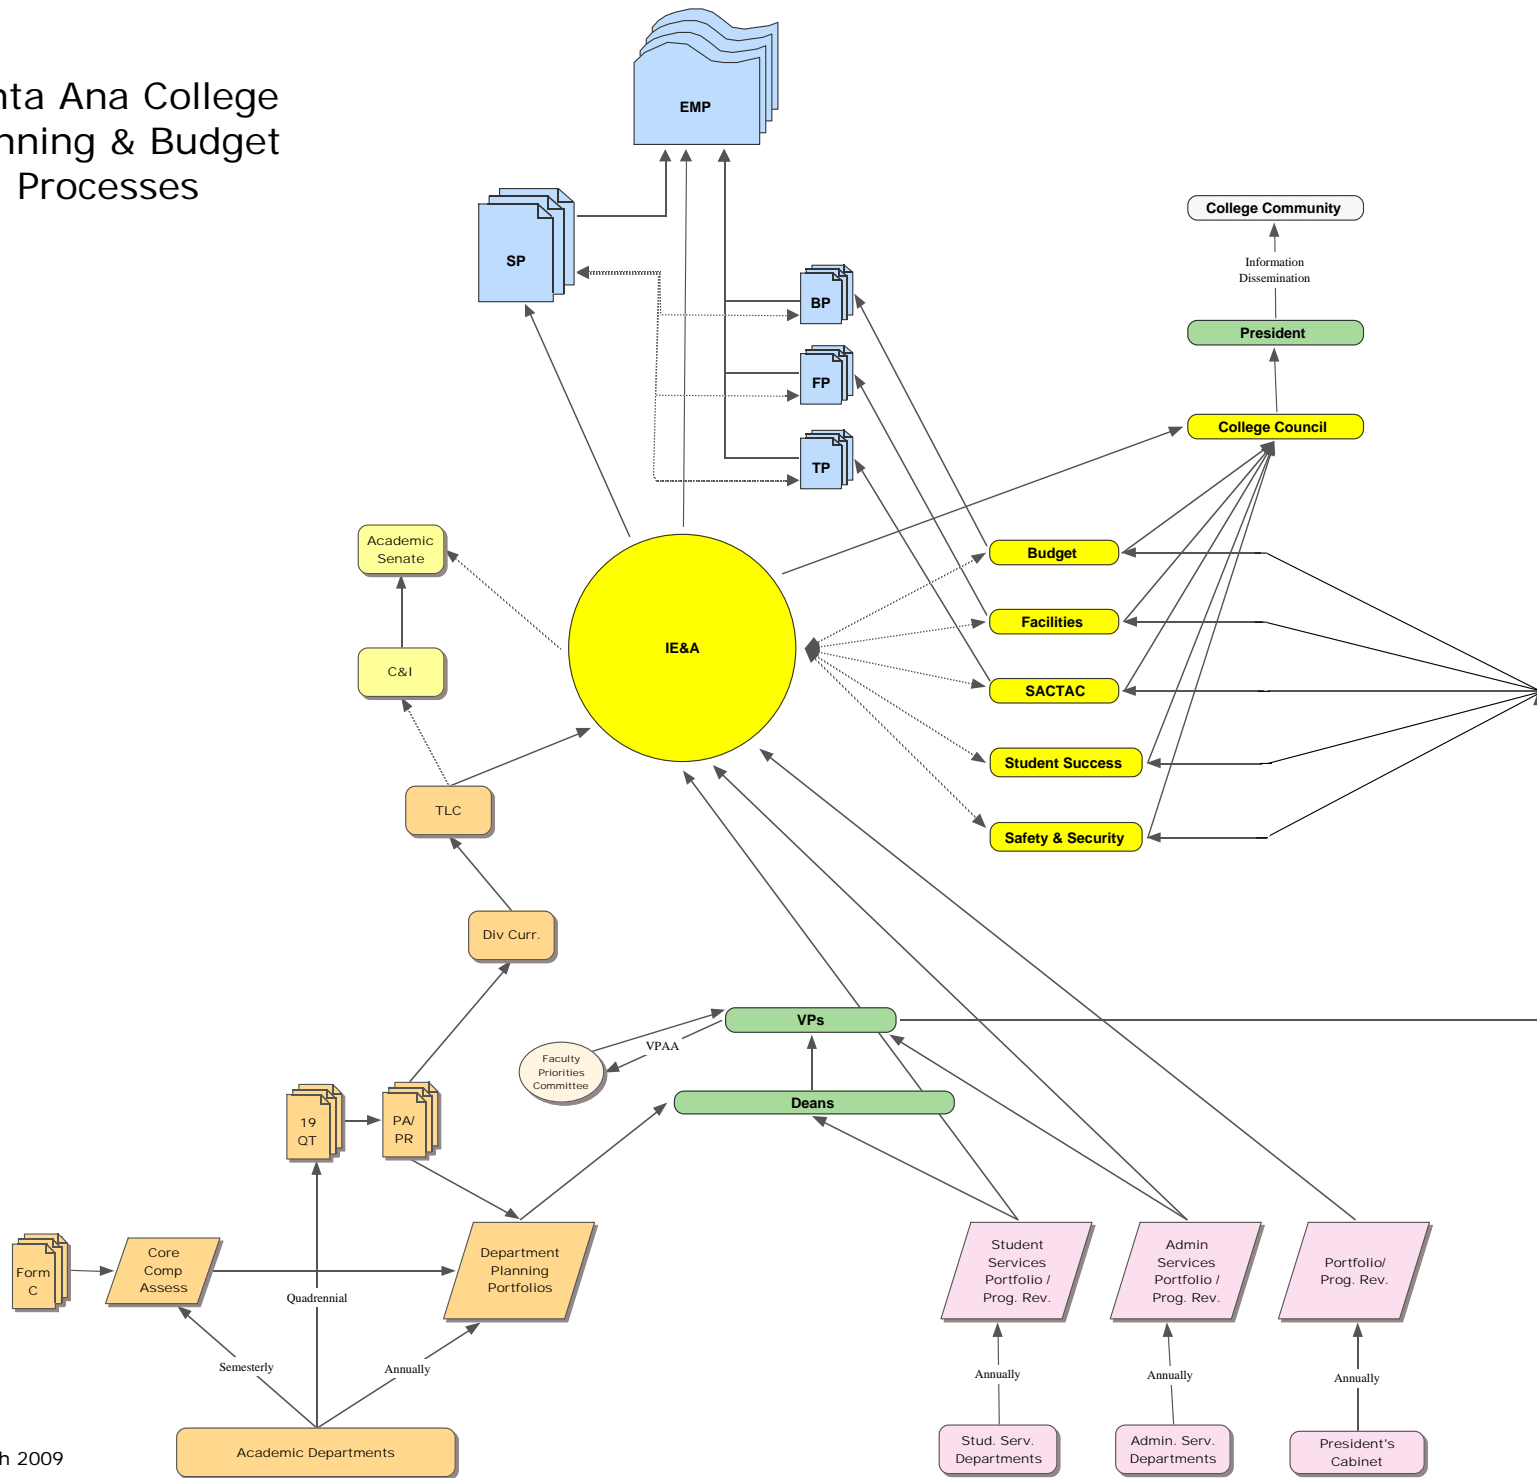 nta Ana College
nning & Budget
Processes
EMP
SP
BP
FP
TP
College Community
Information
Dissemination
President
College Council
Academic
Senate
C&I
IE&A
Budget
Facilities
SACTAC
Student Success
Safety & Security
TLC
Div Curr.
VPs
VPAA
Faculty
Priorities
Committee
Deans
19
QT
PA/
PR
Form
C
Core
Comp
Assess
Department
Planning
Portfolios
Quadrennial
Semesterly
Annually
Academic Departments
Student
Services
Portfolio /
Prog. Rev.
Admin
Services
Portfolio /
Prog. Rev.
Portfolio/
Prog. Rev.
Annually
Annually
Annually
Stud. Serv.
Departments
Admin. Serv.
Departments
President's
Cabinet
h 2009